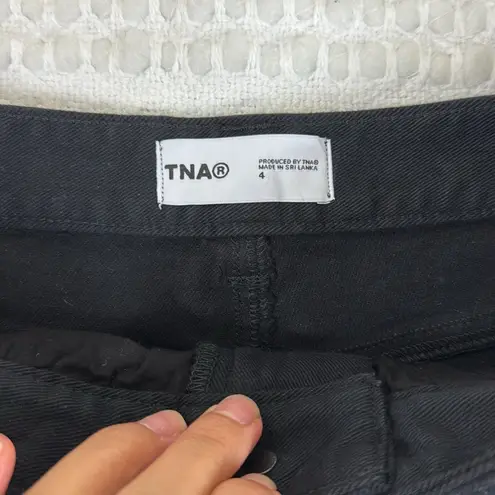 TNA®
PRODUCED BY TNA®
MADE IN SRI LANKA
4